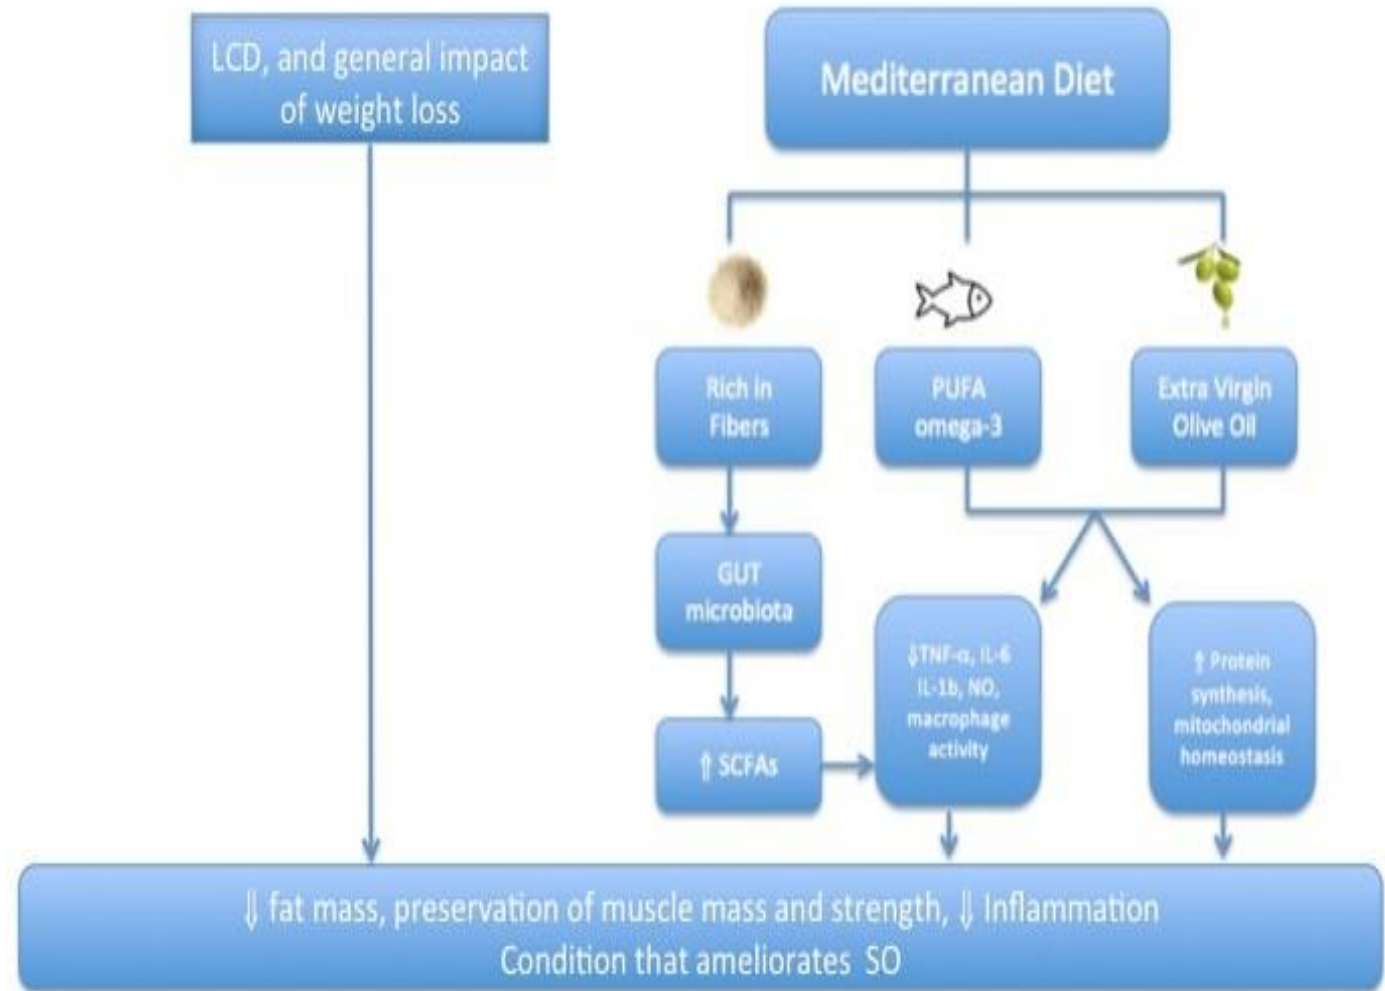 LCD, and general impact
of weight loss
Mediterranean Diet
Rich in
Fibers
PUFA
omega-3
Extra Virgin
Olive Oil
GUT
microbiota
⇓TNF-α, IL-6
IL-1b, NO,
macrophage
activity
⇑ Protein
synthesis,
mitochondrial
homeostasis
⇑ SCFAs
⇓ fat mass, preservation of muscle mass and strength, ⇓ Inflammation
Condition that ameliorates SO